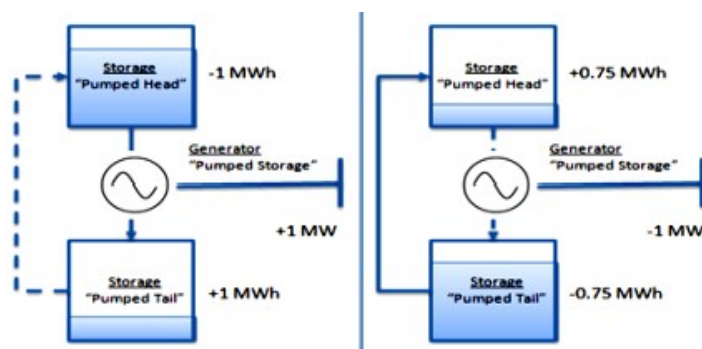 Storage
"Pumped Head"
-1 MWh
Generator
"Pumped Storage"
+1 MW
Storage
"Pumped Tail"
+1 MWh
Storage
"Pumped Head"
+0.75 MWh
Generator
"Pumped Storage"
-1 MW
Storage
"Pumped Tail"
-0.75 MWh